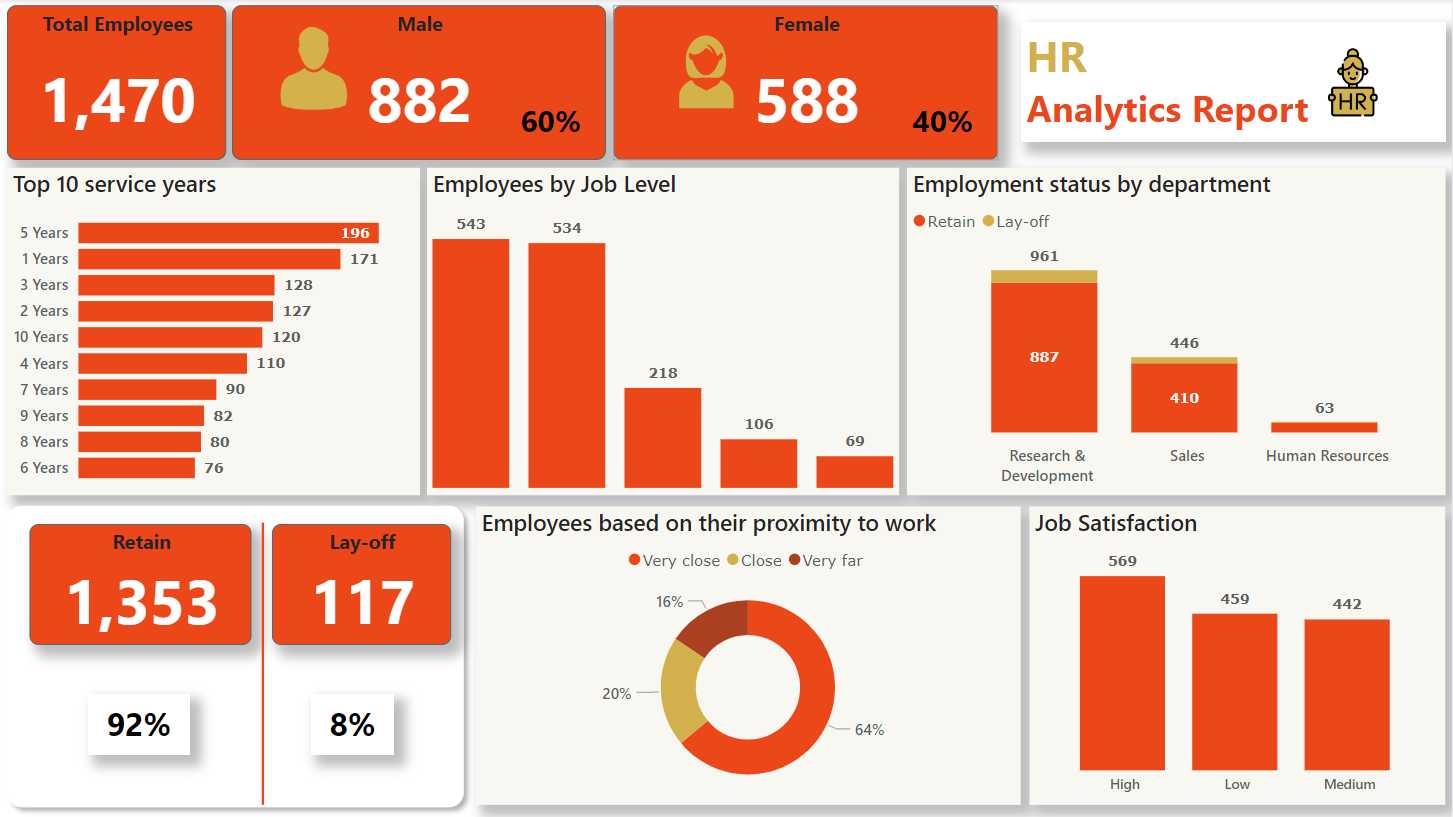 Total Employees
1,470
Male
882
60%
Female
588
40%
HR
Analytics Report
HR
Top 10 service years
5 Years 196
1 Years 171
3 Years 128
2 Years 127
10 Years 120
4 Years 110
7 Years 90
9 Years 82
8 Years 80
6 Years 76
Employees by Job Level
543
534
218
106
69
Employment status by department
Retain Lay-off
961
887
446
410
63
Research &
Development
Sales
Human Resources
Retain
1,353
92%
Lay-off
117
8%
Employees based on their proximity to work
Very close Close Very far
16%
20%
64%
Job Satisfaction
569
459
442
High
Low
Medium